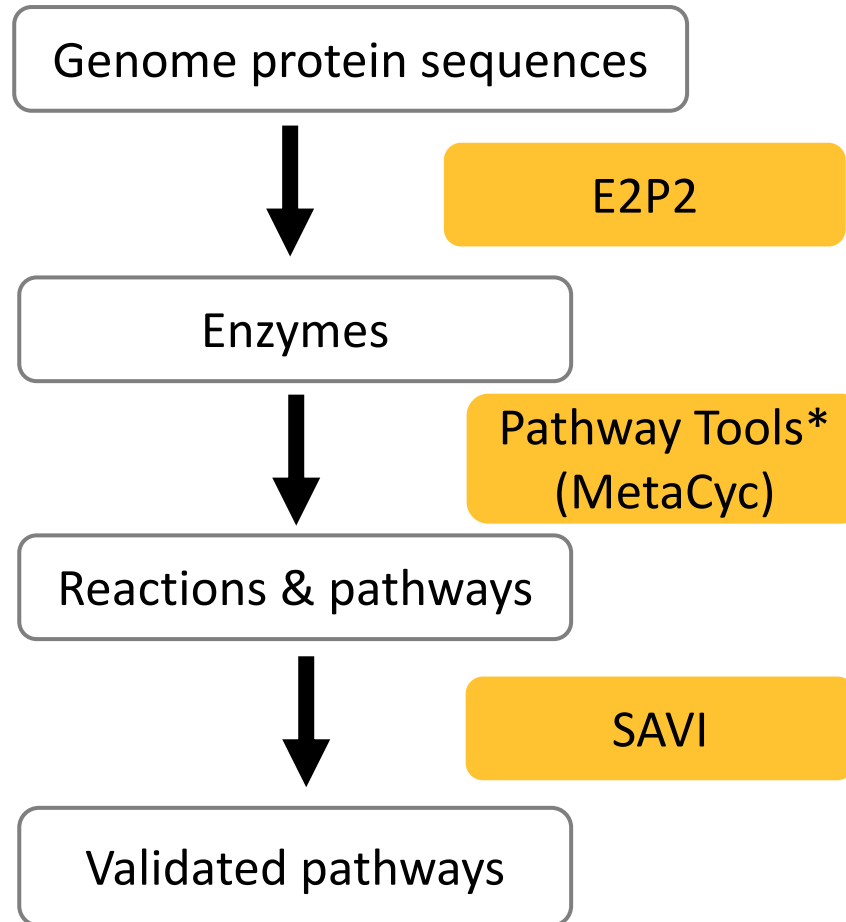 Genome protein sequences
E2P2
Enzymes
Pathway Tools*
(MetaCyc)
Reactions & pathways
SAVI
Validated pathways